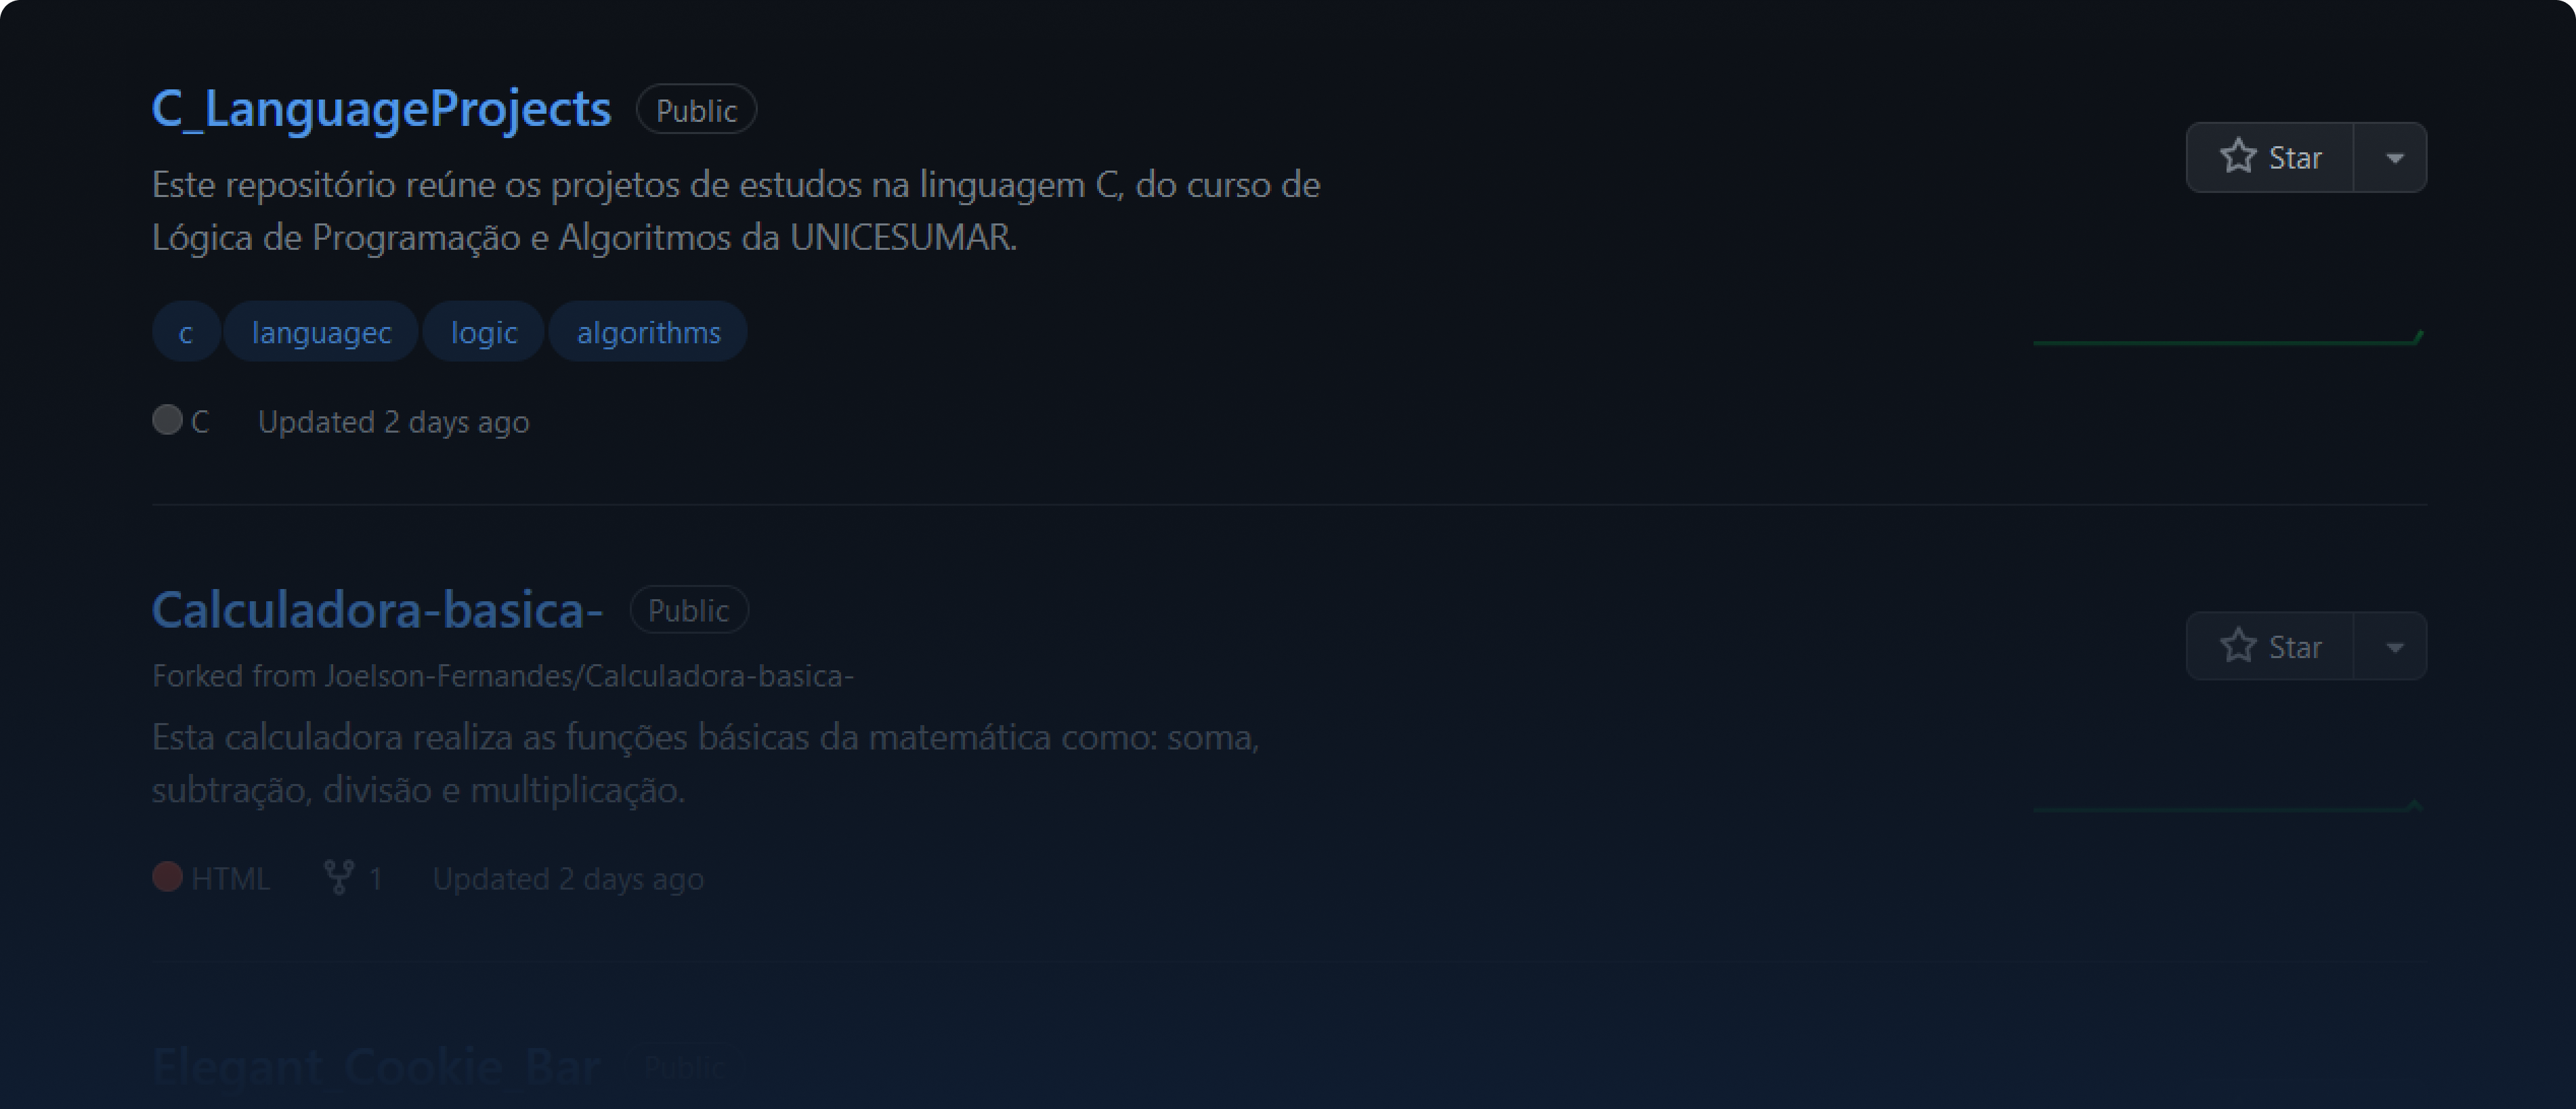 C_LanguageProjects Public
Star
Este repositório reúne os projetos de estudos na linguagem C, do curso de
Lógica de Programação e Algoritmos da UNICESUMAR.
c languagec logic algorithms
C Updated 2 days ago
Calculadora-basica- Public
Star
Forked from Joelson-Fernandes/Calculadora-basica-
Esta calculadora realiza as funções básicas da matemática como: soma,
subtração, divisão e multiplicação.
HTML 1 Updated 2 days ago
Elegant_Cookie_Bar Public